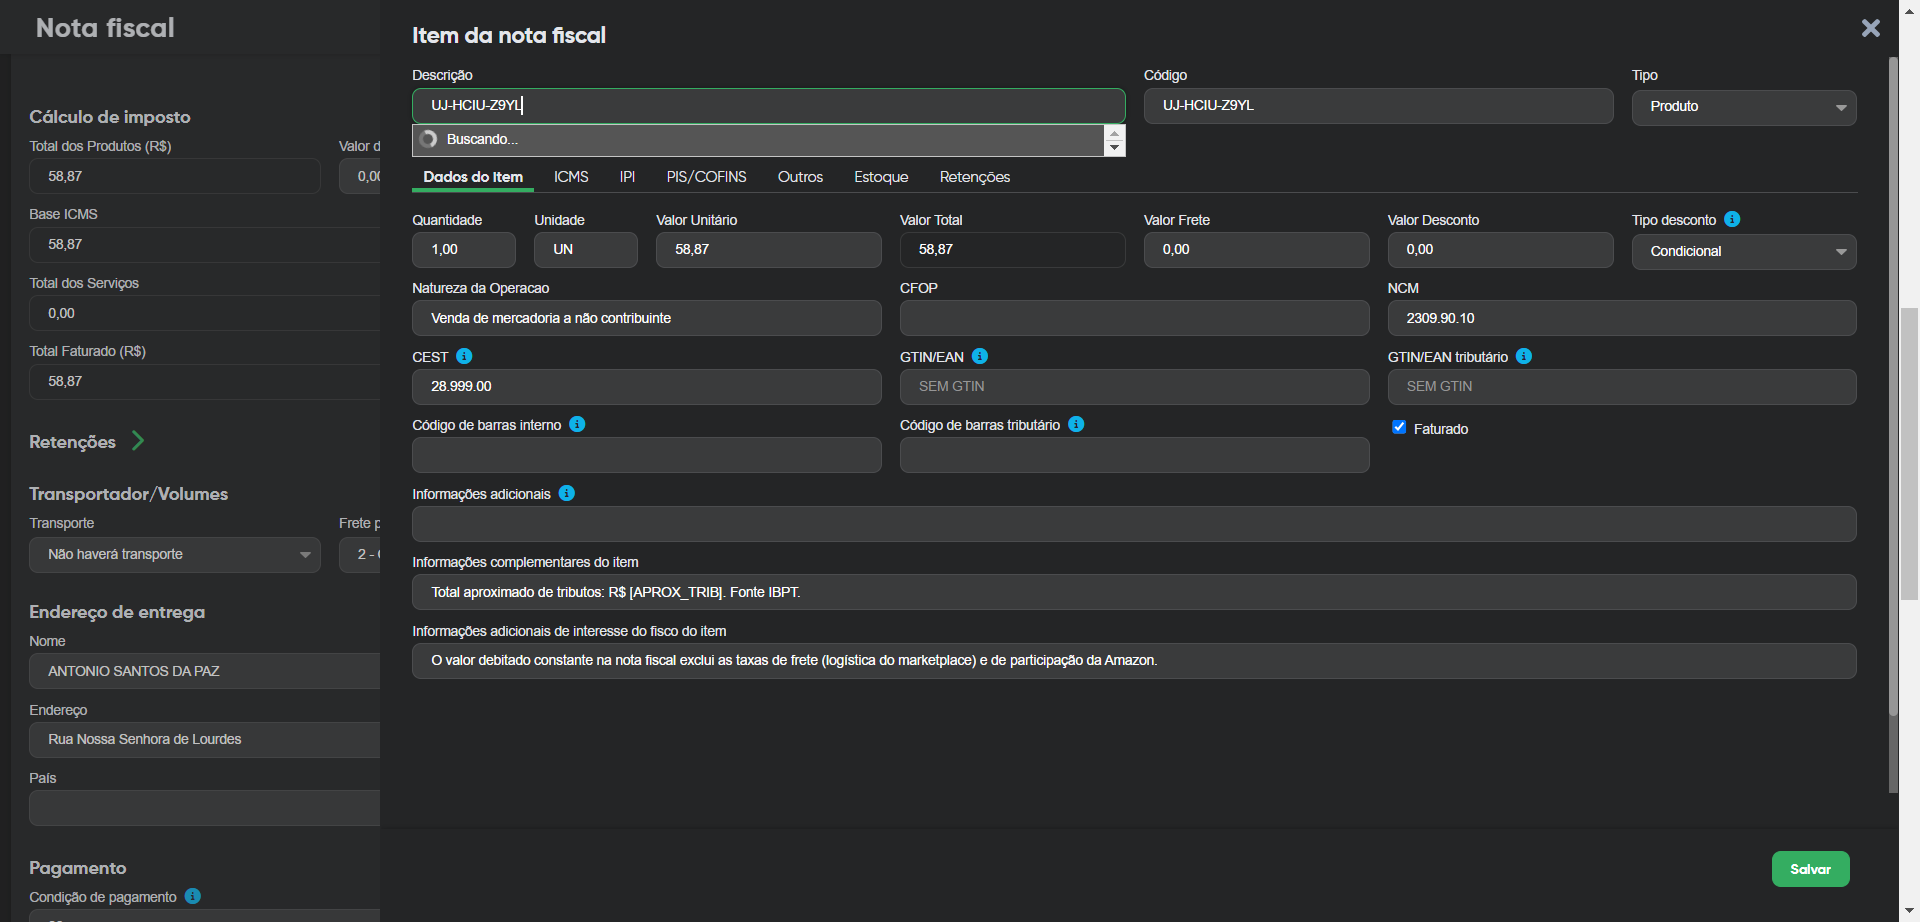 Nota fiscal
Cálculo de imposto
Total dos Produtos (R$) Valor d
58,87 0,00
Base ICMS
58,87
Total dos Serviços
0,00
Total Faturado (R$)
58,87
Retenções
Transportador/Volumes
Transporte Frete p
Não haverá transporte 2 -
Endereço de entrega
Nome
ANTONIO SANTOS DA PAZ
Endereço
Rua Nossa Senhora de Lourdes
País
Pagamento
Condição de pagamento
Item da nota fiscal
Descrição Código Tipo
UJ-HCIU-Z9YL UJ-HCIU-Z9YL Produto
Buscando...
Dados do Item ICMS IPI PIS/COFINS Outros Estoque Retenções
Quantidade Unidade Valor Unitário Valor Total Valor Frete Valor Desconto Tipo desconto
1,00 UN 58,87 58,87 0,00 0,00 Condicional
Natureza da Operacao CFOP NCM
Venda de mercadoria a não contribuinte 2309.90.10
CEST GTIN/EAN GTIN/EAN tributário
28.999.00 SEM GTIN SEM GTIN
Código de barras interno Código de barras tributário Faturado
Informações adicionais
Informações complementares do item
Total aproximado de tributos: R$ [APROX_TRIB]. Fonte IBPT.
Informações adicionais de interesse do fisco do item
O valor debitado constante na nota fiscal exclui as taxas de frete (logística do marketplace) e de participação da Amazon.
Salvar